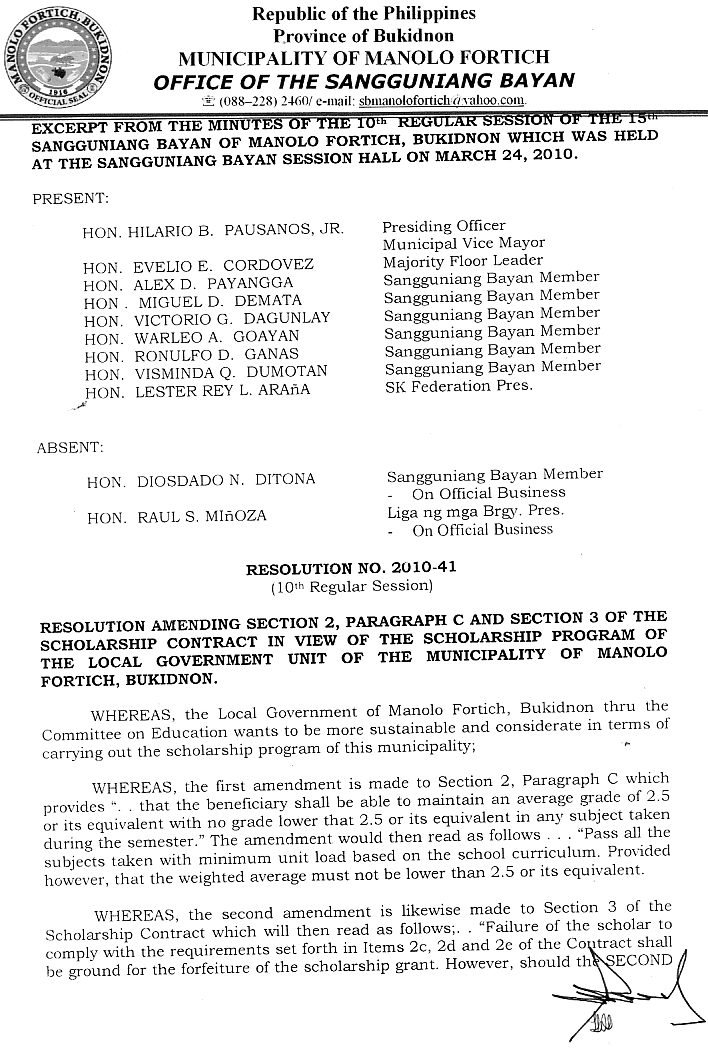 MANOLO FORTICH, BUKIDNON
1916
OFFICIAL SEAL
Republic of the Philippines
Province of Bukidnon
MUNICIPALITY OF MANOLO FORTICH
OFFICE OF THE SANGGUNIANG BAYAN
☏ (088–228) 2460/ e-mail: sbmanolofortich@yahoo.com.
EXCERPT FROM THE MINUTES OF THE 10th REGULAR SESSION OF THE 15th
SANGGUNIANG BAYAN OF MANOLO FORTICH, BUKIDNON WHICH WAS HELD
AT THE SANGGUNIANG BAYAN SESSION HALL ON MARCH 24, 2010.
PRESENT:
HON. HILARIO B. PAUSANOS, JR. Presiding Officer
Municipal Vice Mayor
HON. EVELIO E. CORDOVEZ Majority Floor Leader
HON. ALEX D. PAYANGGA Sangguniang Bayan Member
HON . MIGUEL D. DEMATA Sangguniang Bayan Member
HON. VICTORIO G. DAGUNLAY Sangguniang Bayan Member
HON. WARLEO A. GOAYAN Sangguniang Bayan Member
HON. RONULFO D. GANAS Sangguniang Bayan Member
HON. VISMINDA Q. DUMOTAN Sangguniang Bayan Member
HON. LESTER REY L. ARAñA SK Federation Pres.
ABSENT:
HON. DIOSDADO N. DITONA Sangguniang Bayan Member
- On Official Business
HON. RAUL S. MIñOZA Liga ng mga Brgy. Pres.
- On Official Business
RESOLUTION NO. 2010-41
(10th Regular Session)
RESOLUTION AMENDING SECTION 2, PARAGRAPH C AND SECTION 3 OF THE
SCHOLARSHIP CONTRACT IN VIEW OF THE SCHOLARSHIP PROGRAM OF
THE LOCAL GOVERNMENT UNIT OF THE MUNICIPALITY OF MANOLO
FORTICH, BUKIDNON.
WHEREAS, the Local Government of Manolo Fortich, Bukidnon thru the
Committee on Education wants to be more sustainable and considerate in terms of
carrying out the scholarship program of this municipality;
WHEREAS, the first amendment is made to Section 2, Paragraph C which
provides “. . that the beneficiary shall be able to maintain an average grade of 2.5
or its equivalent with no grade lower that 2.5 or its equivalent in any subject taken
during the semester.” The amendment would then read as follows . . . “Pass all the
subjects taken with minimum unit load based on the school curriculum. Provided
however, that the weighted average must not be lower than 2.5 or its equivalent.
WHEREAS, the second amendment is likewise made to Section 3 of the
Scholarship Contract which will then read as follows;. . “Failure of the scholar to
comply with the requirements set forth in Items 2c, 2d and 2e of the Contract shall
be ground for the forfeiture of the scholarship grant. However, should the SECOND